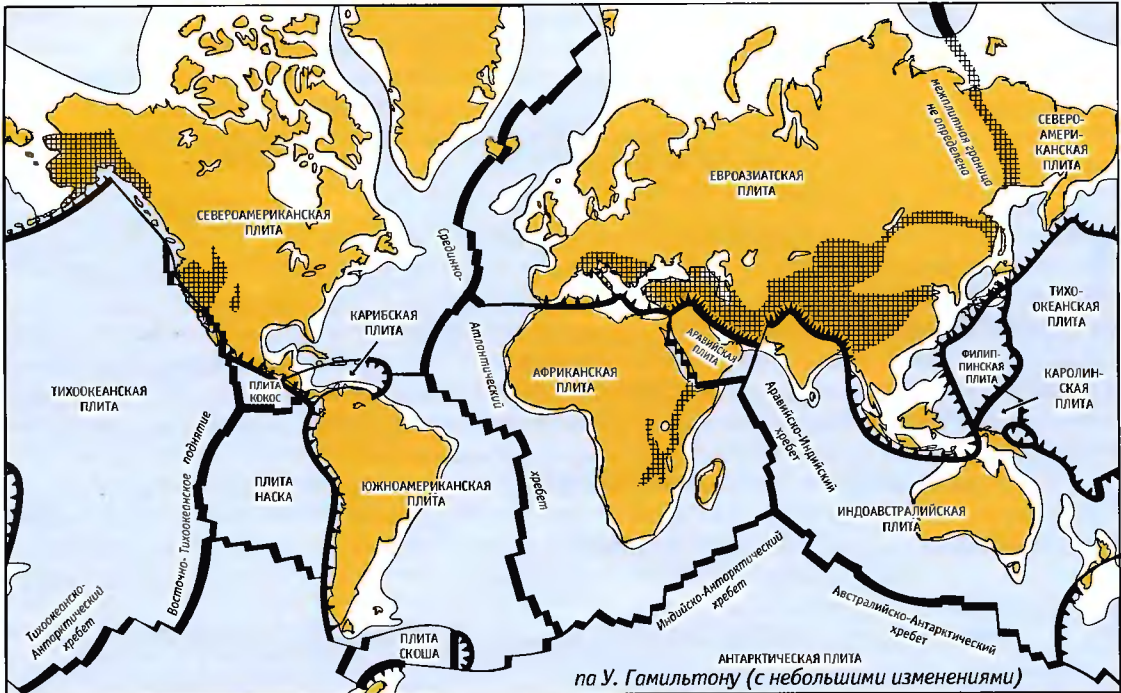 межплитная граница
не определена
СЕВЕРО-
АМЕРИ-
КАНСКАЯ
ПЛИТА
ЕВРОАЗИАТСКАЯ
ПЛИТА
СЕВЕРОАМЕРИКАНСКАЯ
ПЛИТА
Срединно-
Атлантический
хребет
КАРИБСКАЯ
ПЛИТА
ТИХО-
ОКЕАНСКАЯ
ПЛИТА
АРАВИЙСКАЯ
ПЛИТА
ФИЛИП-
ПИНСКАЯ
ПЛИТА
КАРОЛИН-
СКАЯ
ПЛИТА
ТИХООКЕАНСКАЯ
ПЛИТА
ПЛИТА
КОКОС
АФРИКАНСКАЯ
ПЛИТА
Аравийско-Индийский
хребет
Восточно-Тихоокеанское поднятие
ПЛИТА
НАСКА
ЮЖНОАМЕРИКАНСКАЯ
ПЛИТА
ИНДОАВСТРАЛИЙСКАЯ
ПЛИТА
Тихоокеанско-
Антарктический
хребет
Индийско-Антарктический
хребет
Австралийско-Антарктический
хребет
ПЛИТА
СКОША
АНТАРКТИЧЕСКАЯ ПЛИТА
па У. Гамильтону (с небольшими изменениями)